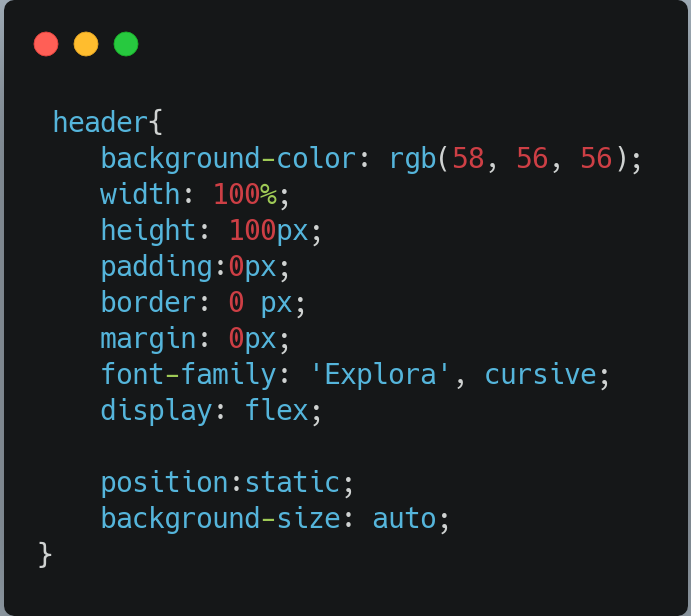 header{
background-color: rgb(58, 56, 56);
width: 100%;
height: 100px;
padding:0px;
border: 0 px;
margin: 0px;
font-family: 'Explora', cursive;
display: flex;
position:static;
background-size: auto;
}